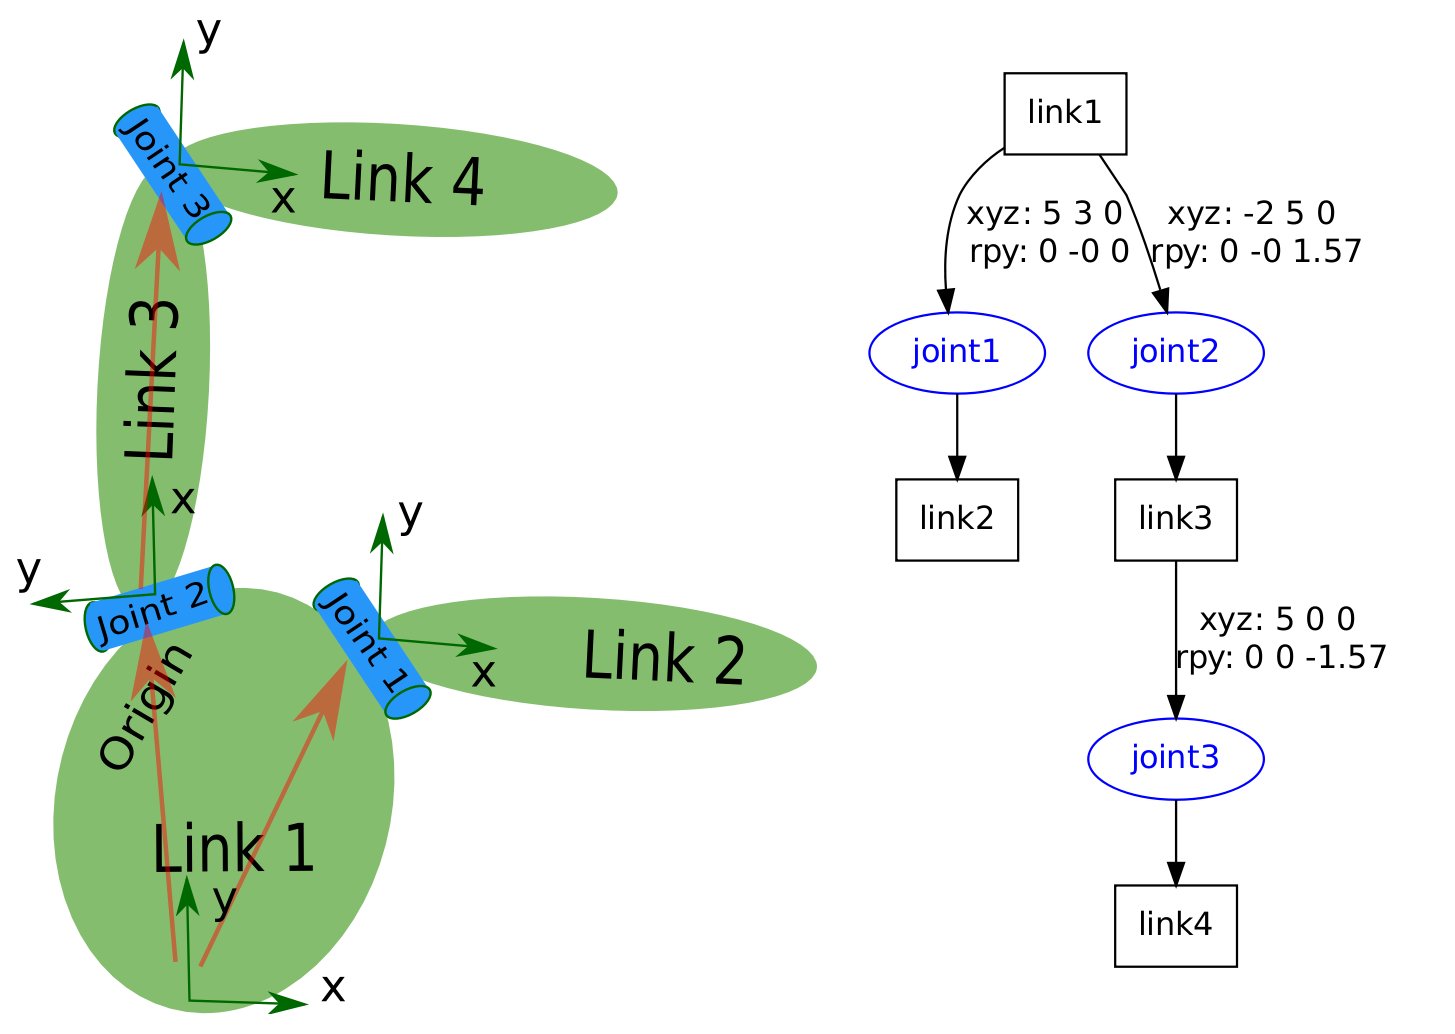 y
Joint 3
x
Link 4
Link 3
x
y
y
Joint 2
Joint 1
x
Link 2
Origin
Link 1
y
x
link1
xyz: 5 3 0
rpy: 0 -0 0
xyz: -2 5 0
rpy: 0 -0 1.57
joint1
joint2
link2
link3
xyz: 5 0 0
rpy: 0 0 -1.57
joint3
link4